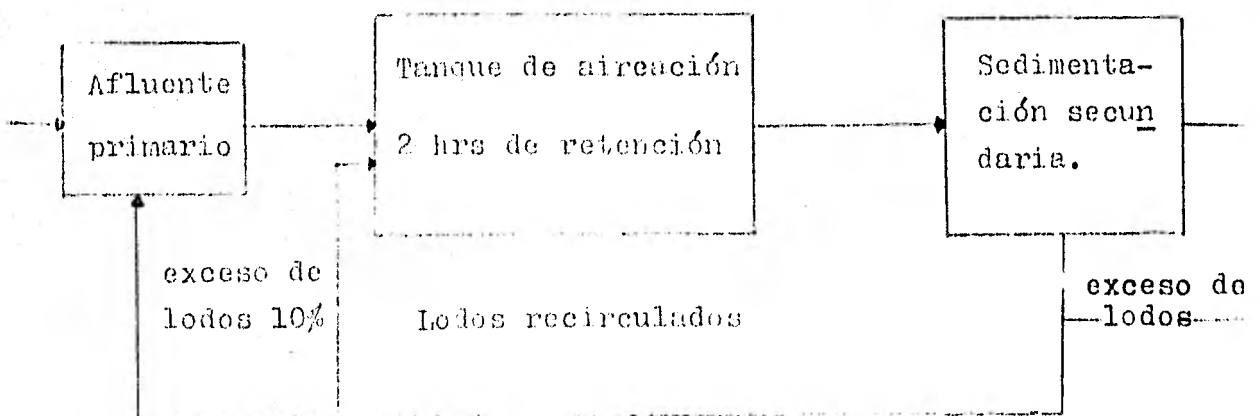 Afluente
primario
Tanque de aireación
2 hrs de retención
Sedimenta-
ción secun
daria.
exceso de
lodos 10%
Lodos recirculados
exceso de
lodos